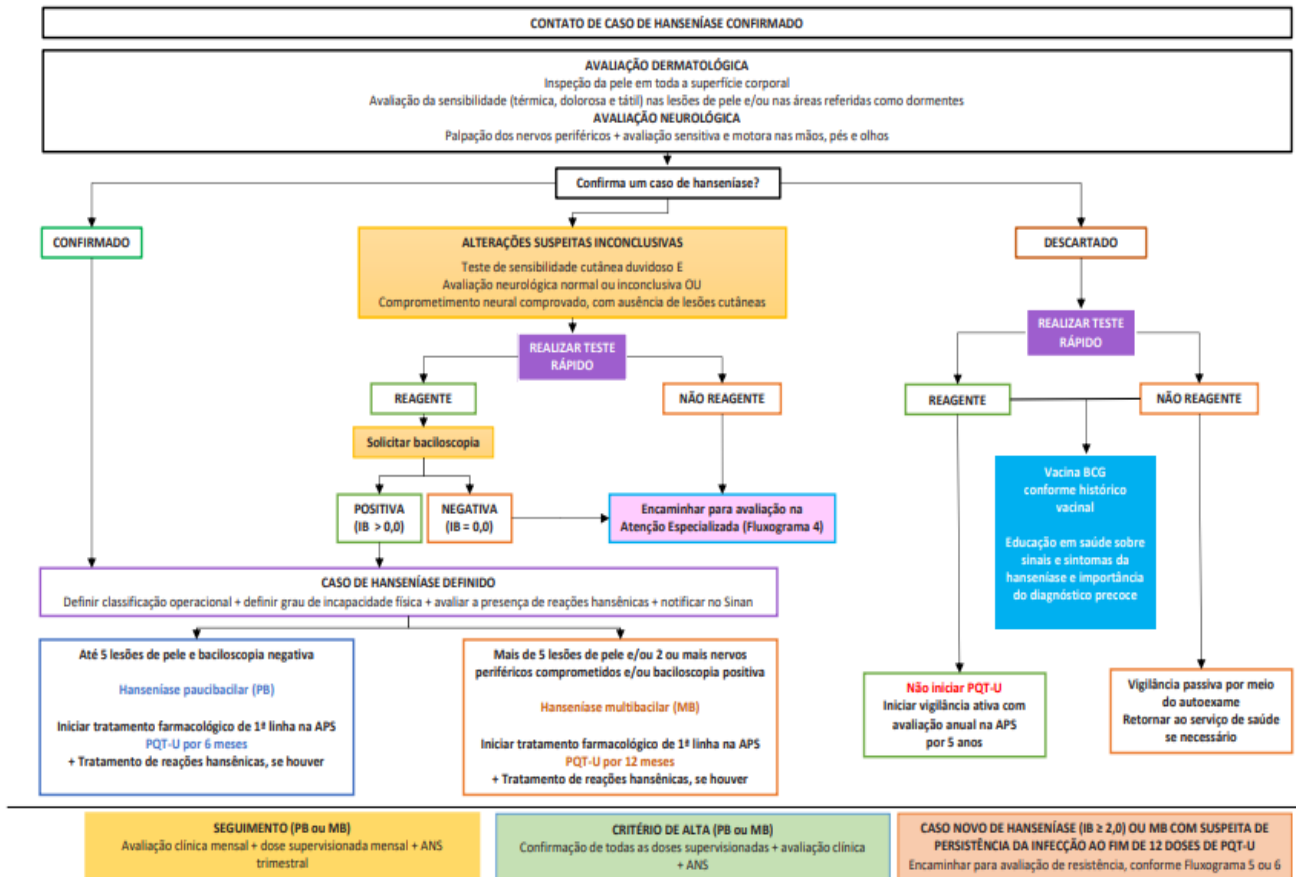 CONTATO DE CASO DE HANSENÍASE CONFIRMADO
AVALIAÇÃO DERMATOLÓGICA
Inspeção da pele em toda a superfície corporal
Avaliação da sensibilidade (térmica, dolorosa e tátil) nas lesões de pele e/ou nas áreas referidas como dormentes
AVALIAÇÃO NEUROLÓGICA
Palpação dos nervos periféricos + avaliação sensitiva e motora nas mãos, pés e olhos
Confirma um caso de hanseníase?
CONFIRMADO
ALTERAÇÕES SUSPEITAS INCONCLUSIVAS
Teste de sensibilidade cutânea duvidoso E
Avaliação neurológica normal ou inconclusiva OU
Comprometimento neural comprovado, com ausência de lesões cutâneas
DESCARTADO
REALIZAR TESTE
RÁPIDO
REALIZAR TESTE
RÁPIDO
REAGENTE
NÃO REAGENTE
REAGENTE
NÃO REAGENTE
Solicitar baciloscopia
POSITIVA
(IB > 0,0)
NEGATIVA
(IB = 0,0)
Encaminhar para avaliação na
Atenção Especializada (Fluxograma 4)
Vacina BCG
conforme histórico
vacinal
Educação em saúde sobre
sinais e sintomas da
hanseníase e importância
do diagnóstico precoce
CASO DE HANSENÍASE DEFINIDO
Definir classificação operacional + definir grau de incapacidade física + avaliar a presença de reações hansênicas + notificar no Sinan
Até 5 lesões de pele e baciloscopia negativa
Hanseníase paucibacilar (PB)
Iniciar tratamento farmacológico de 1ª linha na APS
PQT-U por 6 meses
+ Tratamento de reações hansênicas, se houver
Mais de 5 lesões de pele e/ou 2 ou mais nervos
periféricos comprometidos e/ou baciloscopia positiva
Hanseníase multibacilar (MB)
Iniciar tratamento farmacológico de 1ª linha na APS
PQT-U por 12 meses
+ Tratamento de reações hansênicas, se houver
Não iniciar PQT-U
Iniciar vigilância ativa com
avaliação anual na APS
por 5 anos
Vigilância passiva por meio
do autoexame
Retornar ao serviço de saúde
se necessário
SEGUIMENTO (PB ou MB)
Avaliação clínica mensal + dose supervisionada mensal + ANS
trimestral
CRITÉRIO DE ALTA (PB ou MB)
Confirmação de todas as doses supervisionadas + avaliação clínica
+ ANS
CASO NOVO DE HANSENÍASE (IB ≥ 2,0) OU MB COM SUSPEITA DE
PERSISTÊNCIA DA INFECÇÃO AO FIM DE 12 DOSES DE PQT-U
Encaminhar para avaliação de resistência, conforme Fluxograma 5 ou 6